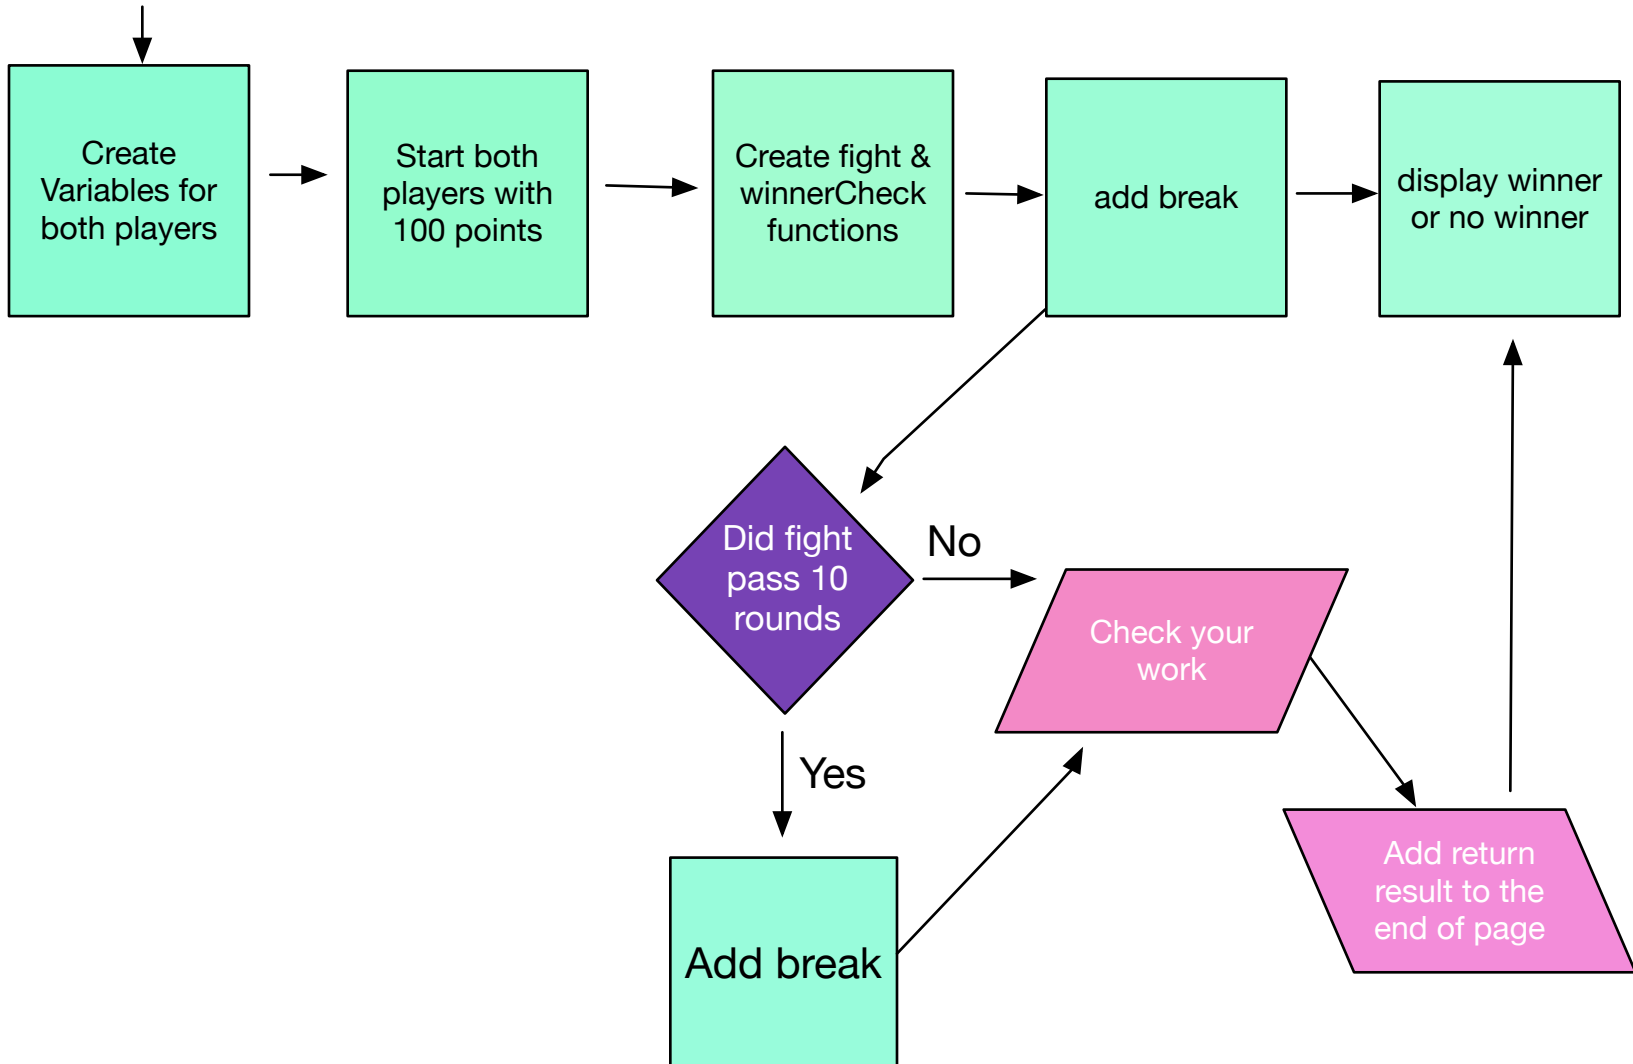 Create
Variables for
both players
Start both
players with
100 points
Create fight &
winnerCheck
functions
add break
display winner
or no winner
Did fight
pass 10
rounds
No
Check your
work
Yes
Add return
result to the
end of page
Add break